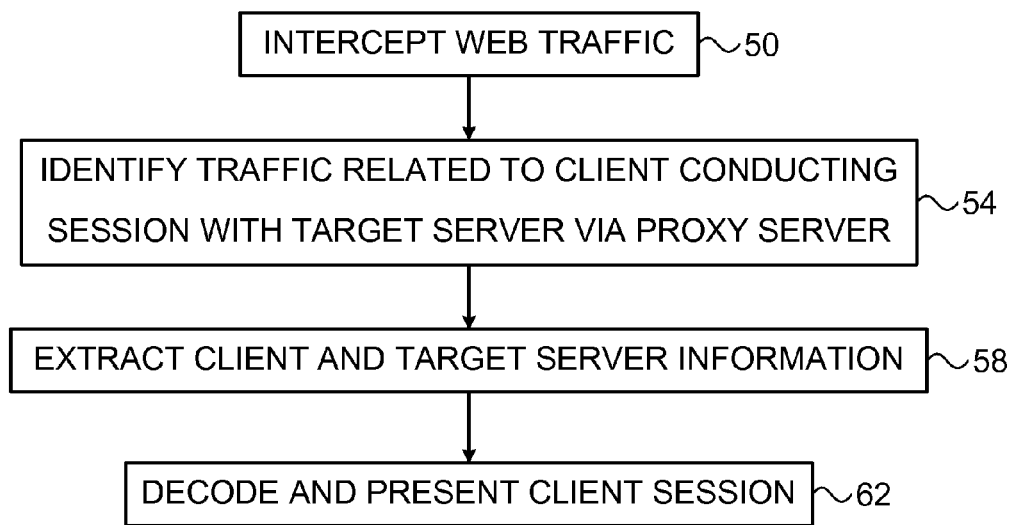 INTERCEPT WEB TRAFFIC
50
IDENTIFY TRAFFIC RELATED TO CLIENT CONDUCTING
SESSION WITH TARGET SERVER VIA PROXY SERVER
54
EXTRACT CLIENT AND TARGET SERVER INFORMATION
58
DECODE AND PRESENT CLIENT SESSION
62